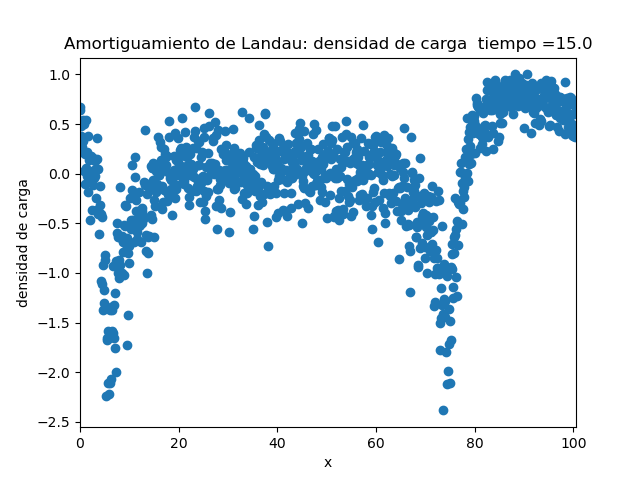 Amortiguamiento de Landau: densidad de carga  tiempo =15.0
1.0
0.5
0.0
−0.5
−1.0
−1.5
−2.0
−2.5
densidad de carga
0 20 40 60 80 100
x